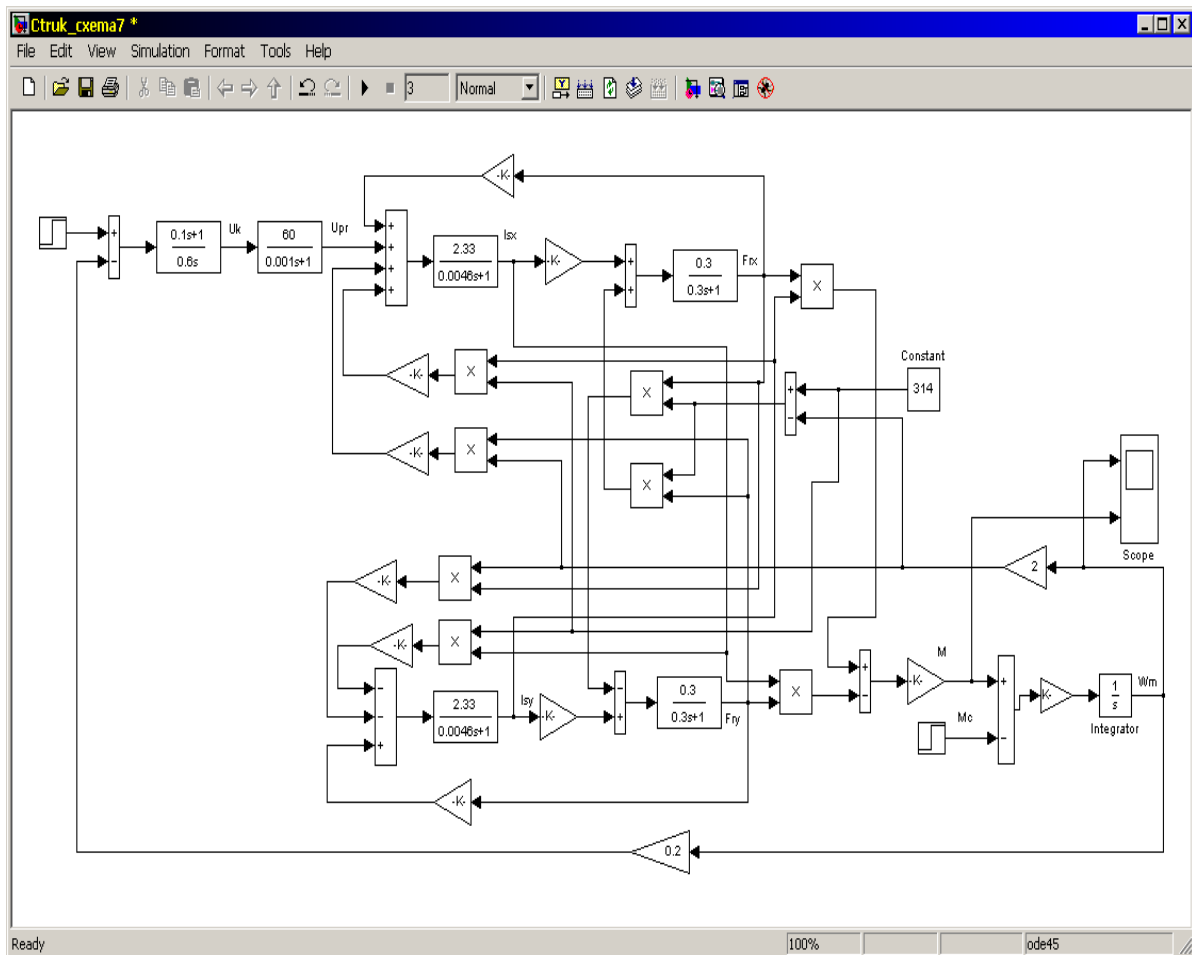 Ctruk_cxema7 *
File Edit View Simulation Format Tools Help
3 Normal
-K-
0.1s+1
0.6s
Uk
60
0.001s+1
Upr
+
+
+
+
2.33
0.0046s+1
Isx
-K-
+
+
0.3
0.3s+1
Frx
X
+
−
Constant
314
-K-
X
X
+
−
-K-
X
X
Scope
-K-
X
2
-K-
X
−
−
+
2.33
0.0046s+1
Isy
-K-
−
+
0.3
0.3s+1
Fry
X
+
−
-K-
M
+
−
Mc
K-
1
s
Integrator
Wm
-K-
0.2
Ready 100% ode45